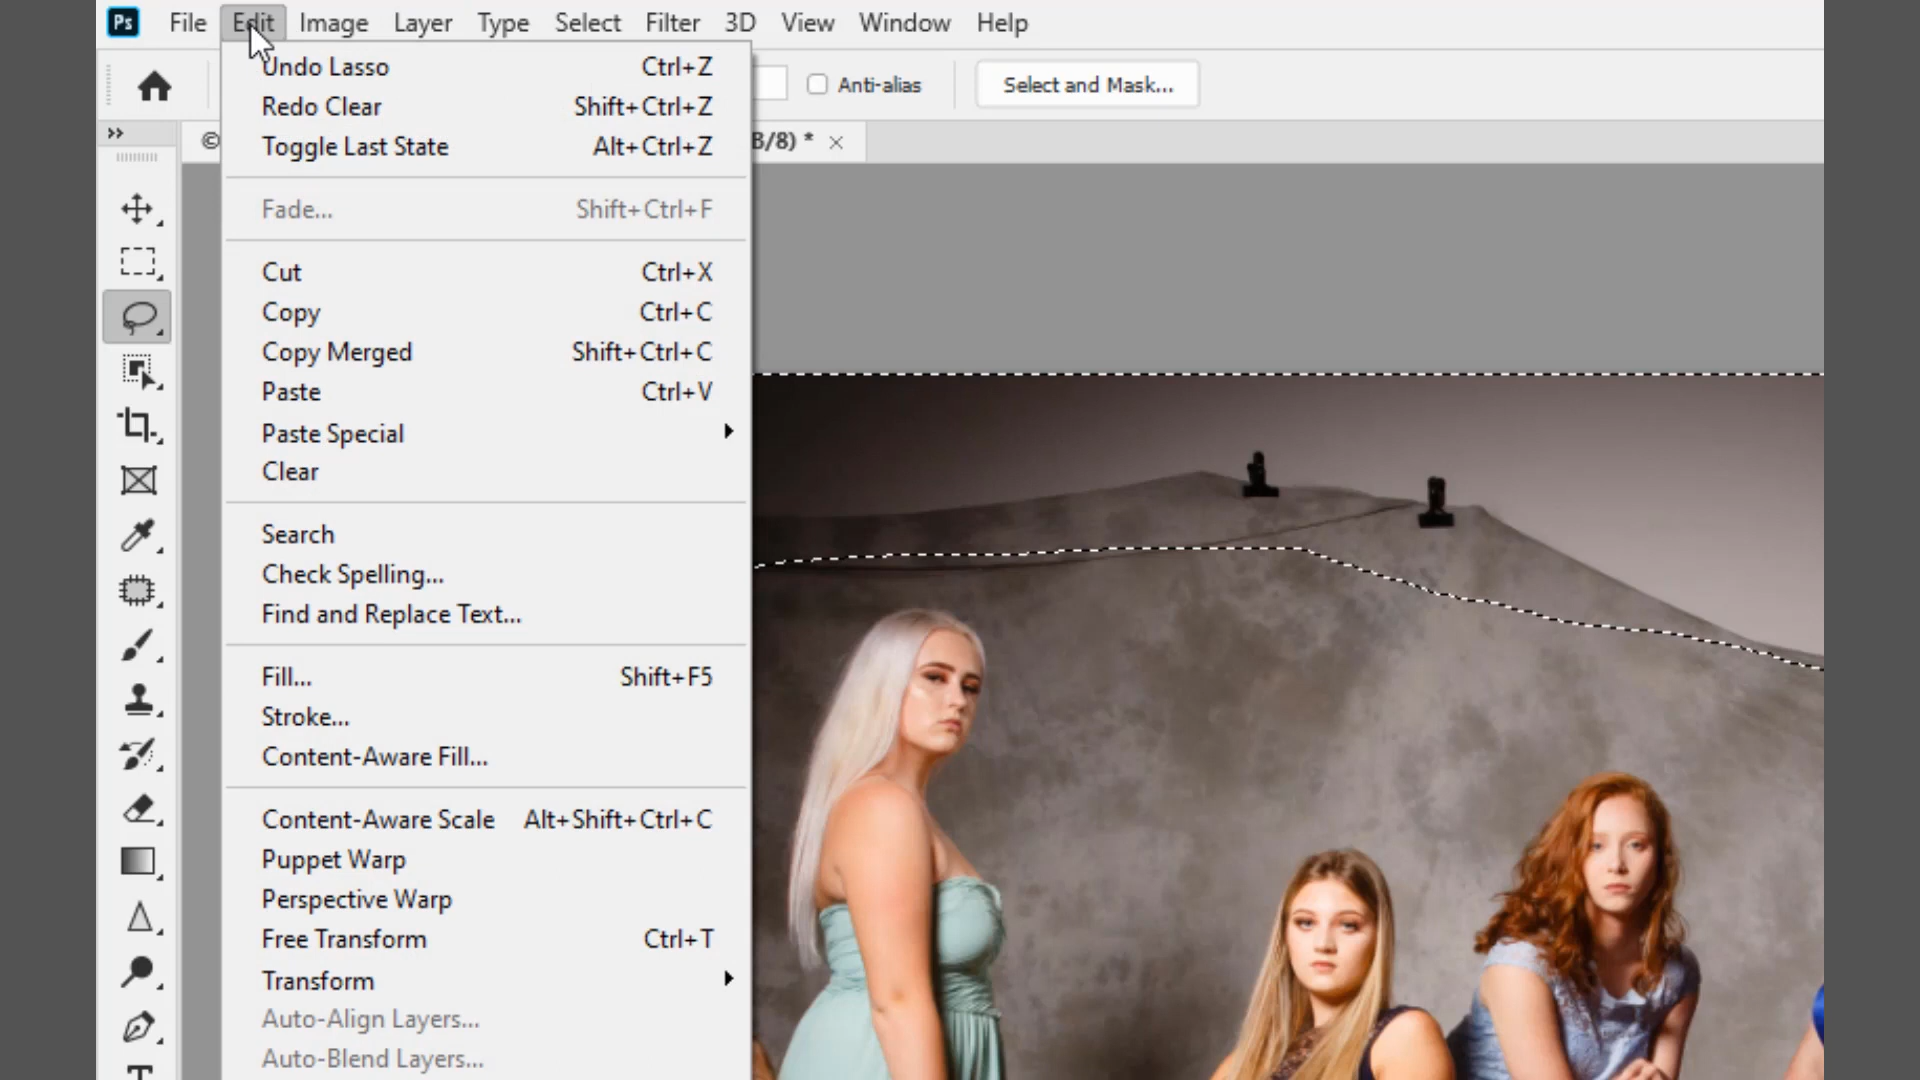 Ps File Edit Image Layer Type Select Filter 3D View Window Help
Anti-alias Select and Mask...
© B/8) * ×
Undo Lasso Ctrl+Z
Redo Clear Shift+Ctrl+Z
Toggle Last State Alt+Ctrl+Z
Fade... Shift+Ctrl+F
Cut Ctrl+X
Copy Ctrl+C
Copy Merged Shift+Ctrl+C
Paste Ctrl+V
Paste Special
Clear
Search
Check Spelling...
Find and Replace Text...
Fill... Shift+F5
Stroke...
Content-Aware Fill...
Content-Aware Scale Alt+Shift+Ctrl+C
Puppet Warp
Perspective Warp
Free Transform Ctrl+T
Transform
Auto-Align Layers...
Auto-Blend Layers...